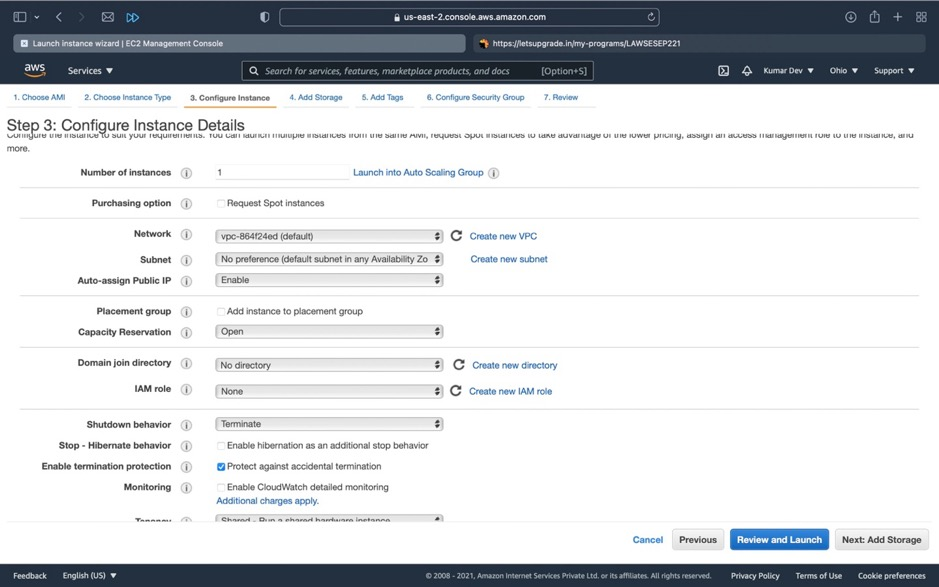 us-east-2.console.aws.amazon.com
Launch instance wizard | EC2 Management Console
https://letsupgrade.in/my-programs/LAWSESEP221
aws Services Search for services, features, marketplace products, and docs [Option+S] Kumar Dev Ohio Support
1. Choose AMI 2. Choose Instance Type 3. Configure Instance 4. Add Storage 5. Add Tags 6. Configure Security Group 7. Review
Step 3: Configure Instance Details
Configure the instance to suit your requirements. You can launch multiple instances from the same AMI, request Spot instances to take advantage of the lower pricing, assign an access management role to the instance, and
more.
Number of instances 1 Launch into Auto Scaling Group
Purchasing option Request Spot instances
Network vpc-864f24ed (default) Create new VPC
Subnet No preference (default subnet in any Availability Zo Create new subnet
Auto-assign Public IP Enable
Placement group Add instance to placement group
Capacity Reservation Open
Domain join directory No directory Create new directory
IAM role None Create new IAM role
Shutdown behavior Terminate
Stop - Hibernate behavior Enable hibernation as an additional stop behavior
Enable termination protection Protect against accidental termination
Monitoring Enable CloudWatch detailed monitoring
Additional charges apply.
Tenancy Shared - Run a shared hardware instance
Cancel Previous Review and Launch Next: Add Storage
Feedback English (US) © 2008 - 2021, Amazon Internet Services Private Ltd. or its affiliates. All rights reserved. Privacy Policy Terms of Use Cookie preferences